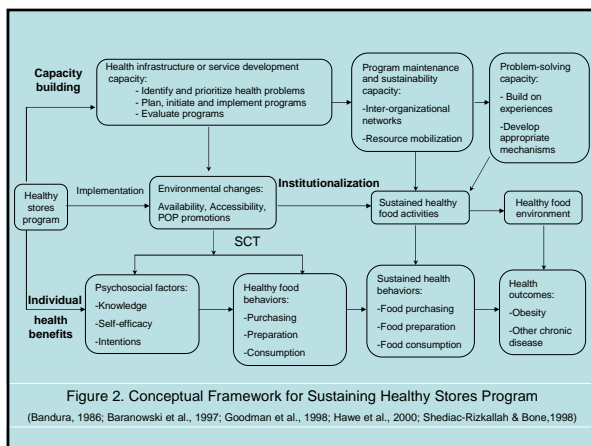 Capacity
building
Health infrastructure or service development
capacity:
- Identify and prioritize health problems
- Plan, initiate and implement programs
- Evaluate programs
Program maintenance
and sustainability
capacity:
-Inter-organizational
networks
-Resource mobilization
Problem-solving
capacity:
- Build on
experiences
-Develop
appropriate
mechanisms
Healthy
stores
program
Implementation
Environmental changes:
Availability, Accessibility,
POP promotions
Institutionalization
Sustained healthy
food activities
Healthy food
environment
SCT
Individual
health
benefits
Psychosocial factors:
-Knowledge
-Self-efficacy
-Intentions
Healthy food
behaviors:
-Purchasing
-Preparation
-Consumption
Sustained health
behaviors:
-Food purchasing
-Food preparation
-Food consumption
Health
outcomes:
-Obesity
-Other chronic
disease
Figure 2. Conceptual Framework for Sustaining Healthy Stores Program
(Bandura, 1986; Baranowski et al., 1997; Goodman et al., 1998; Hawe et al., 2000; Shediac-Rizkallah & Bone,1998)